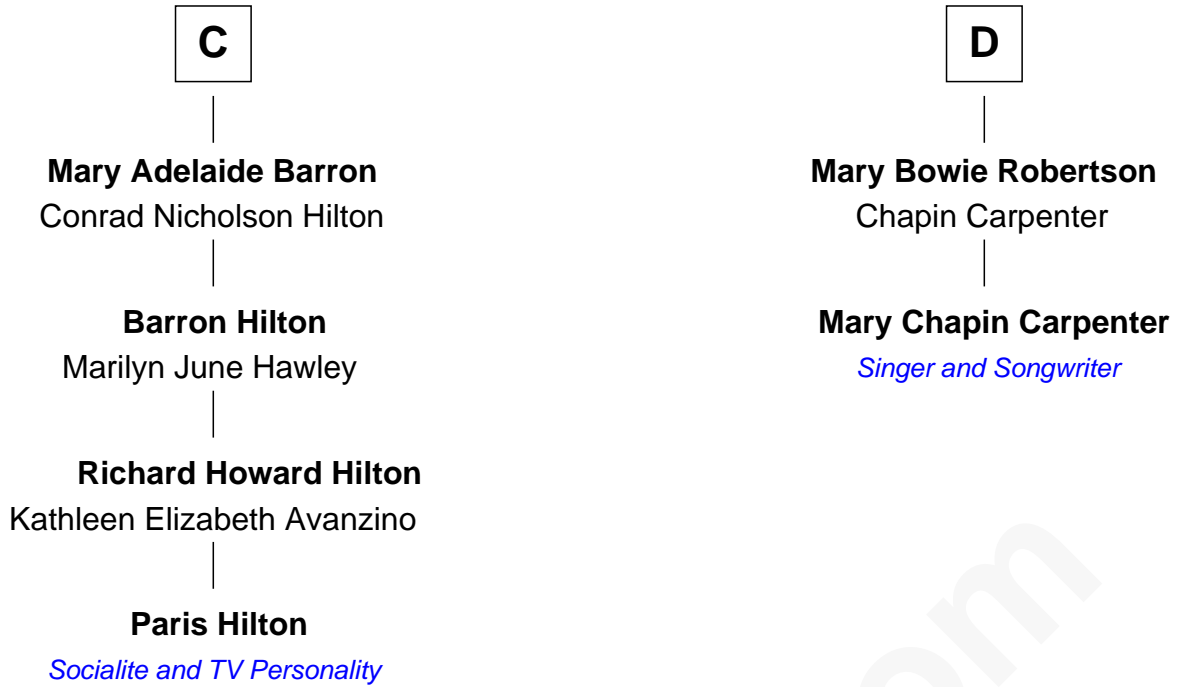 C
Mary Adelaide Barron
Conrad Nicholson Hilton
Barron Hilton
Marilyn June Hawley
Richard Howard Hilton
Kathleen Elizabeth Avanzino
Paris Hilton
Socialite and TV Personality
D
Mary Bowie Robertson
Chapin Carpenter
Mary Chapin Carpenter
Singer and Songwriter
om